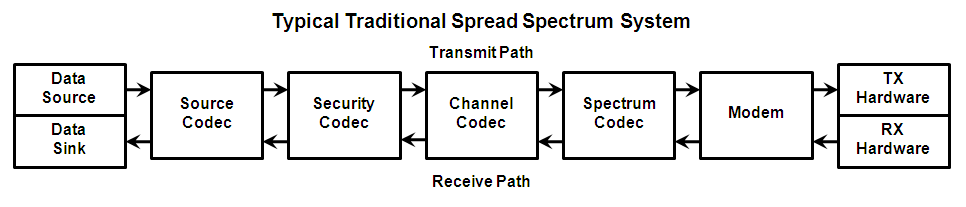 Typical Traditional Spread Spectrum System
Transmit Path
Data
Source
Data
Sink
Source
Codec
Security
Codec
Channel
Codec
Spectrum
Codec
Modem
TX
Hardware
RX
Hardware
Receive Path